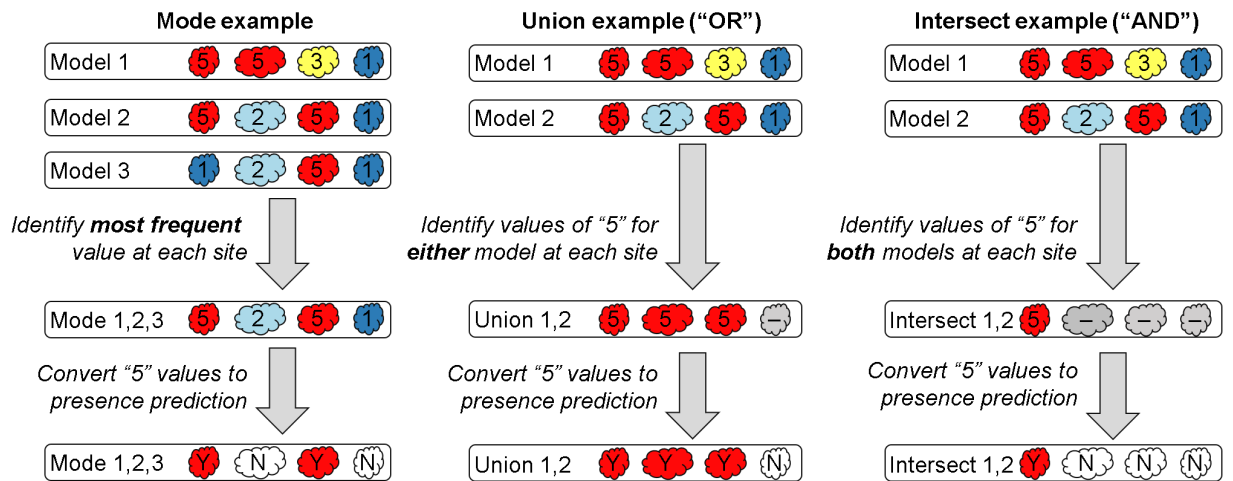 Mode example
Model 1 5 5 3 1
Model 2 5 2 5 1
Model 3 1 2 5 1
Identify most frequent
value at each site
Mode 1,2,3 5 2 5 1
Convert “5” values to
presence prediction
Mode 1,2,3 Y N Y N
Union example (“OR”)
Model 1 5 5 3 1
Model 2 5 2 5 1
Identify values of “5” for
either model at each site
Union 1,2 5 5 5 –
Convert “5” values to
presence prediction
Union 1,2 Y Y Y N
Intersect example (“AND”)
Model 1 5 5 3 1
Model 2 5 2 5 1
Identify values of “5” for
both models at each site
Intersect 1,2 5 – – –
Convert “5” values to
presence prediction
Intersect 1,2 Y N N N